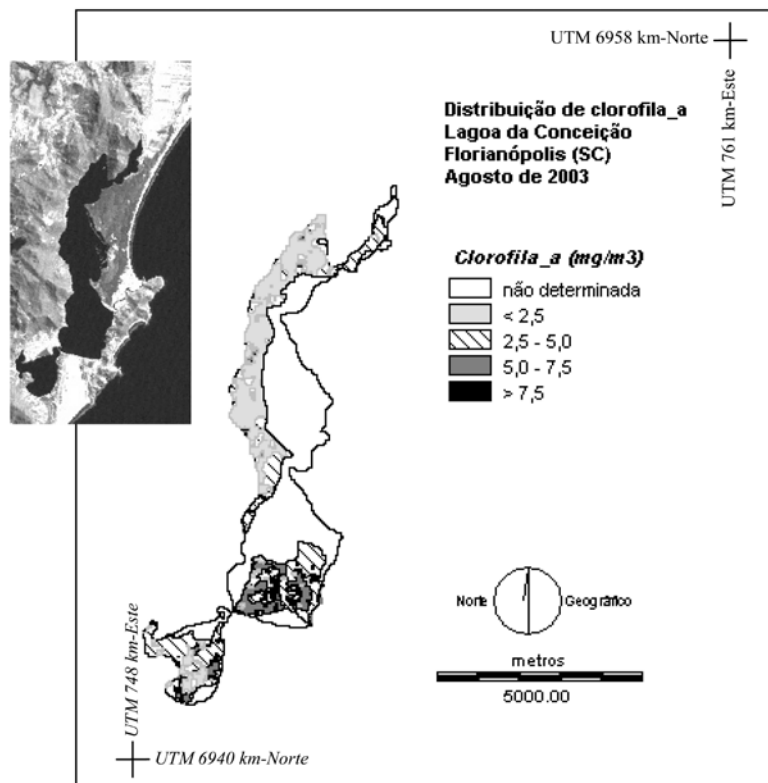 UTM 6958 km-Norte
UTM 761 km-Este
Distribuição de clorofila_a
Lagoa da Conceição
Florianópolis (SC)
Agosto de 2003
Clorofila_a (mg/m3)
não determinada
< 2,5
2,5 - 5,0
5,0 - 7,5
> 7,5
Norte Geográfico
metros
5000.00
UTM 748 km-Este
UTM 6940 km-Norte